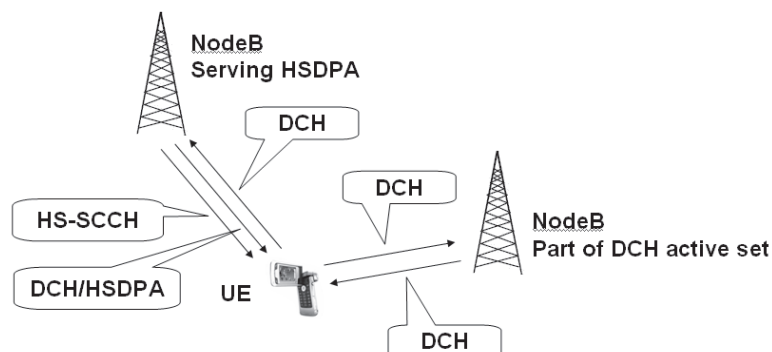 NodeB
Serving HSDPA
DCH
DCH
HS-SCCH
NodeB
Part of DCH active set
DCH/HSDPA
UE
DCH